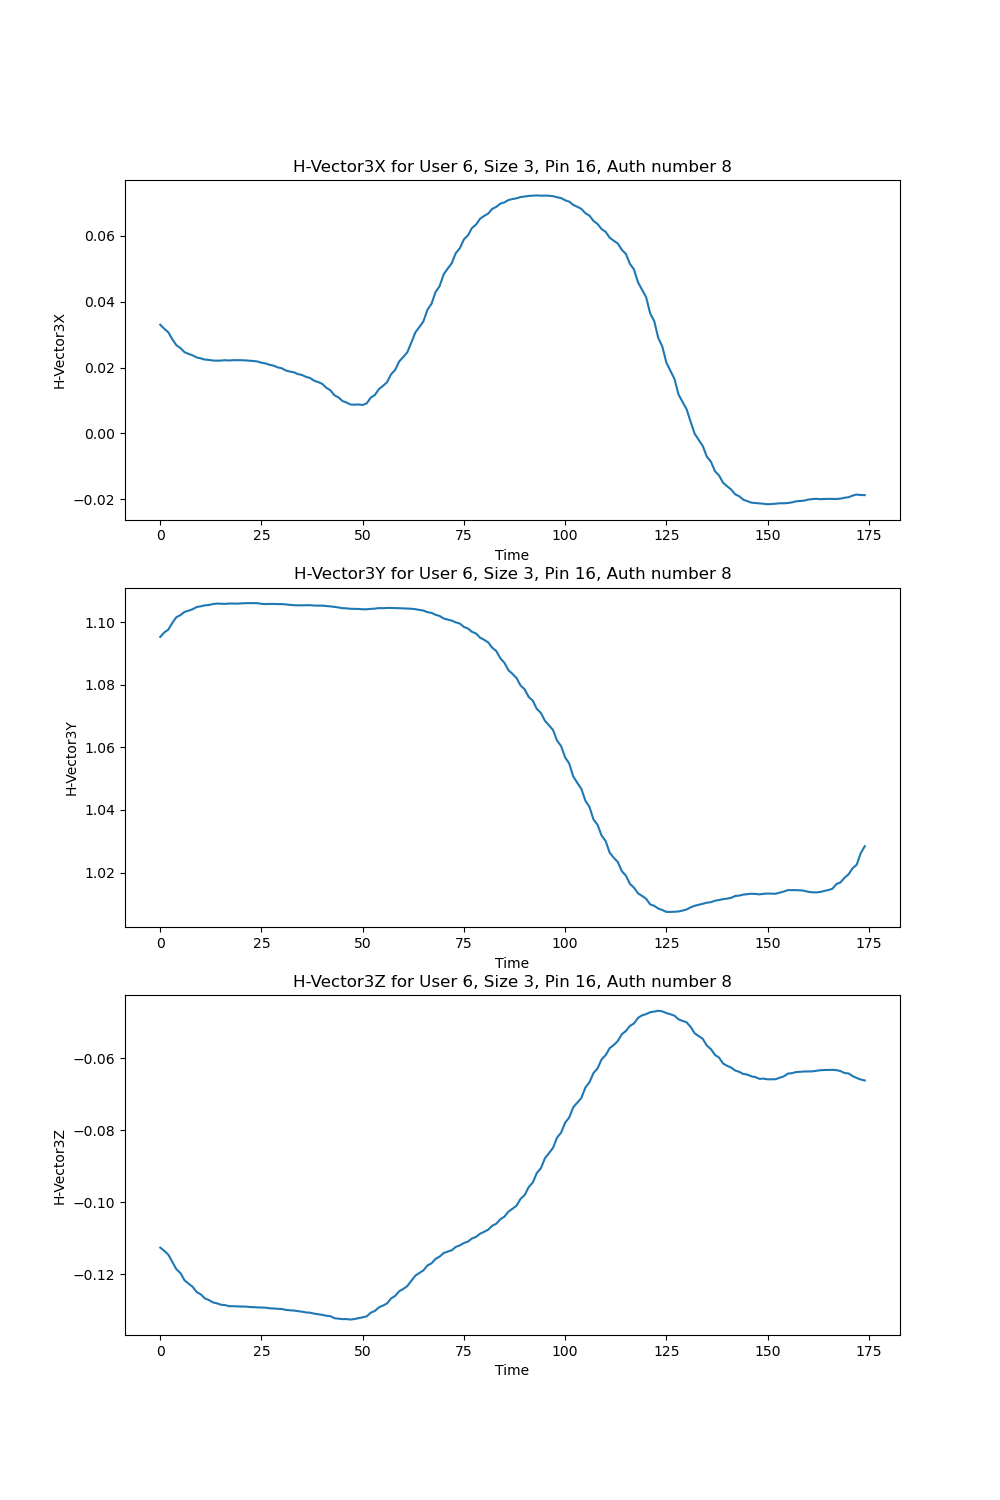 H-Vector3X for User 6, Size 3, Pin 16, Auth number 8
H-Vector3X
0.06
0.04
0.02
0.00
−0.02
0 25 50 75 100 125 150 175
Time
H-Vector3Y for User 6, Size 3, Pin 16, Auth number 8
H-Vector3Y
1.10
1.08
1.06
1.04
1.02
0 25 50 75 100 125 150 175
Time
H-Vector3Z for User 6, Size 3, Pin 16, Auth number 8
H-Vector3Z
−0.06
−0.08
−0.10
−0.12
0 25 50 75 100 125 150 175
Time